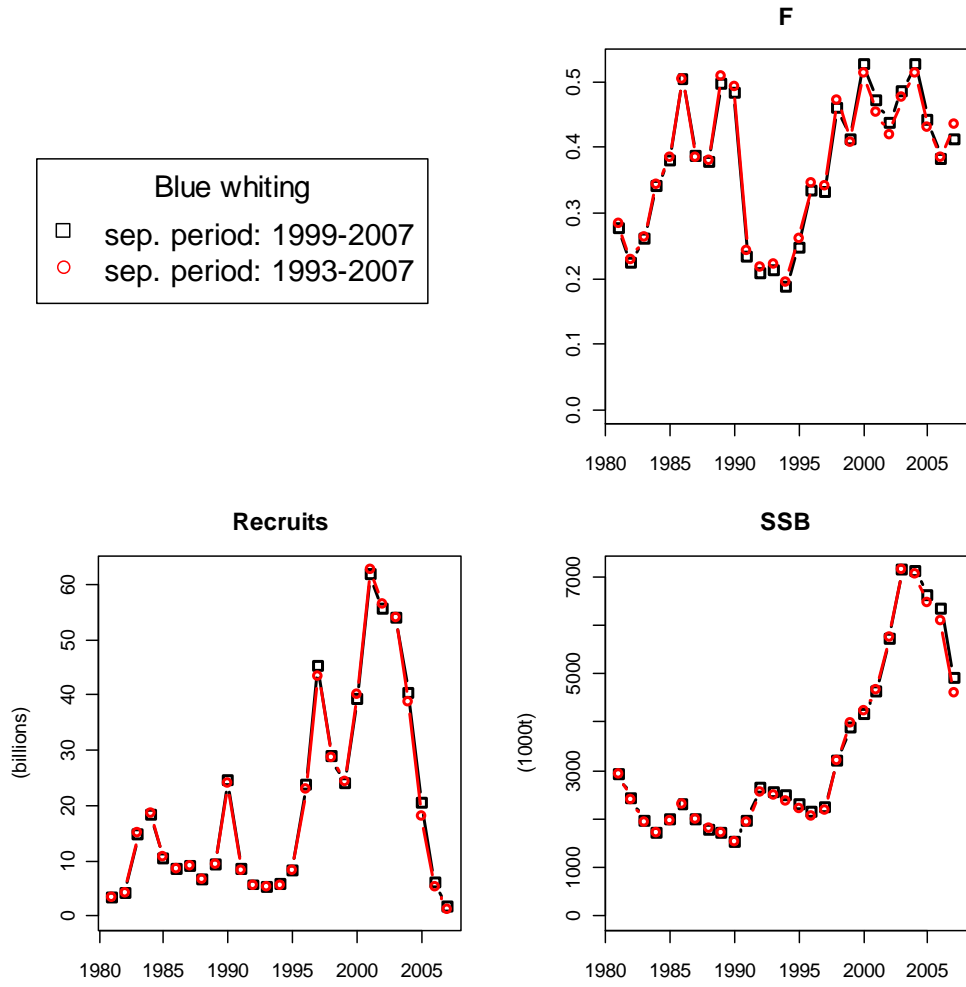 F
Blue whiting
sep. period: 1999-2007
sep. period: 1993-2007
0.0 0.1 0.2 0.3 0.4 0.5
1980 1985 1990 1995 2000 2005
Recruits
(billions)
0 10 20 30 40 50 60
1980 1985 1990 1995 2000 2005
SSB
(1000t)
0 1000 3000 5000 7000
1980 1985 1990 1995 2000 2005